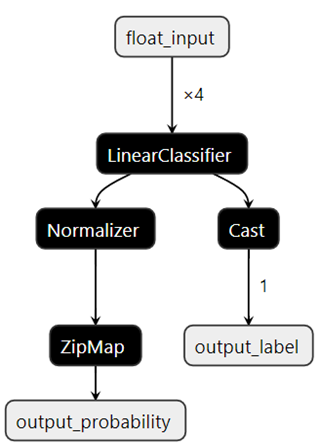 float_input
×4
LinearClassifier
Normalizer
Cast
1
ZipMap
output_label
output_probability